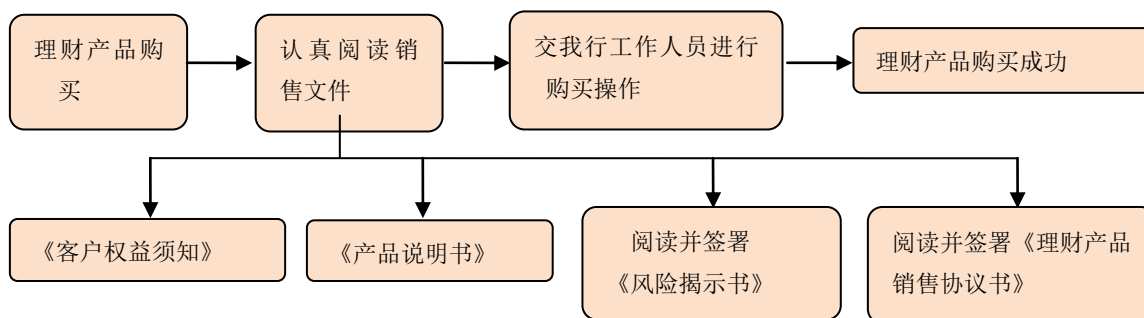 理财产品购
买
认真阅读销
售文件
交我行工作人员进行
购买操作
理财产品购买成功
《客户权益须知》
《产品说明书》
阅读并签署
《风险揭示书》
阅读并签署《理财产品
销售协议书》